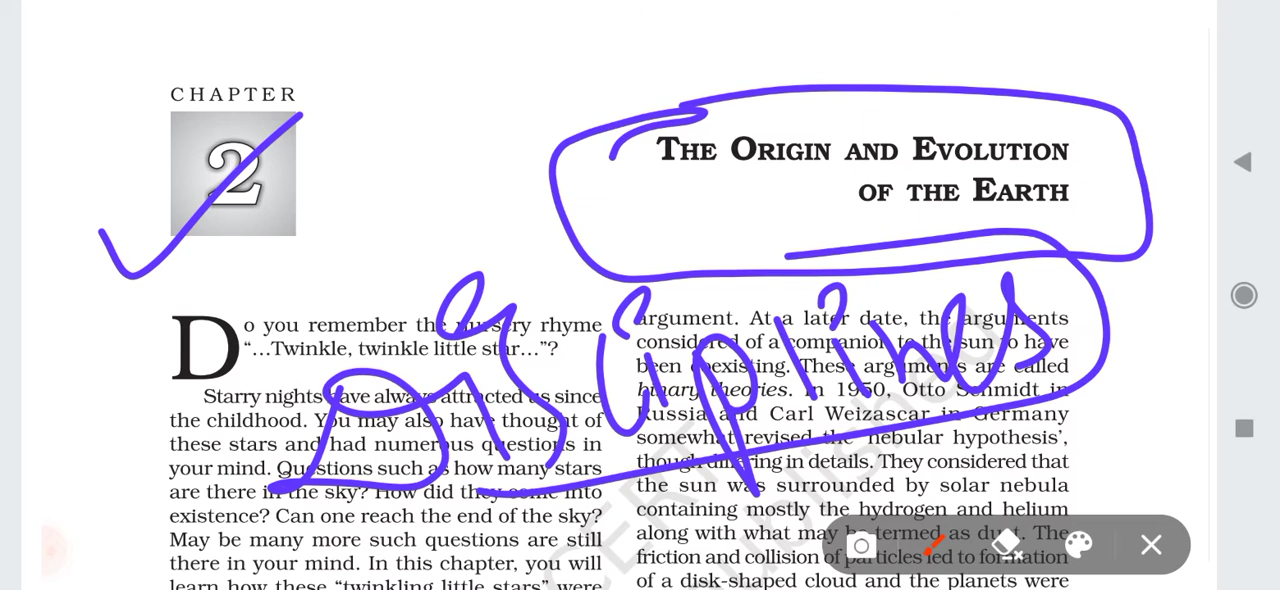 CHAPTER
2
THE ORIGIN AND EVOLUTION
OF THE EARTH
Disciplines
Do you remember the nursery rhyme
“...Twinkle, twinkle little star...”?
Starry nights have always attracted us since
the childhood. You may also have thought of
these stars and had numerous questions in
your mind. Questions such as how many stars
are there in the sky? How did they come into
existence? Can one reach the end of the sky?
May be many more such questions are still
there in your mind. In this chapter, you will
learn how these “twinkling little stars” were
argument. At a later date, the arguments
considered of a companion to the sun to have
been coexisting. These arguments are called
binary theories. In 1950, Otto Schmidt in
Russia and Carl Weizascar in Germany
somewhat revised the ‘nebular hypothesis’,
though differing in details. They considered that
the sun was surrounded by solar nebula
containing mostly the hydrogen and helium
along with what may be termed as dust. The
friction and collision of particles led to formation
of a disk-shaped cloud and the planets were